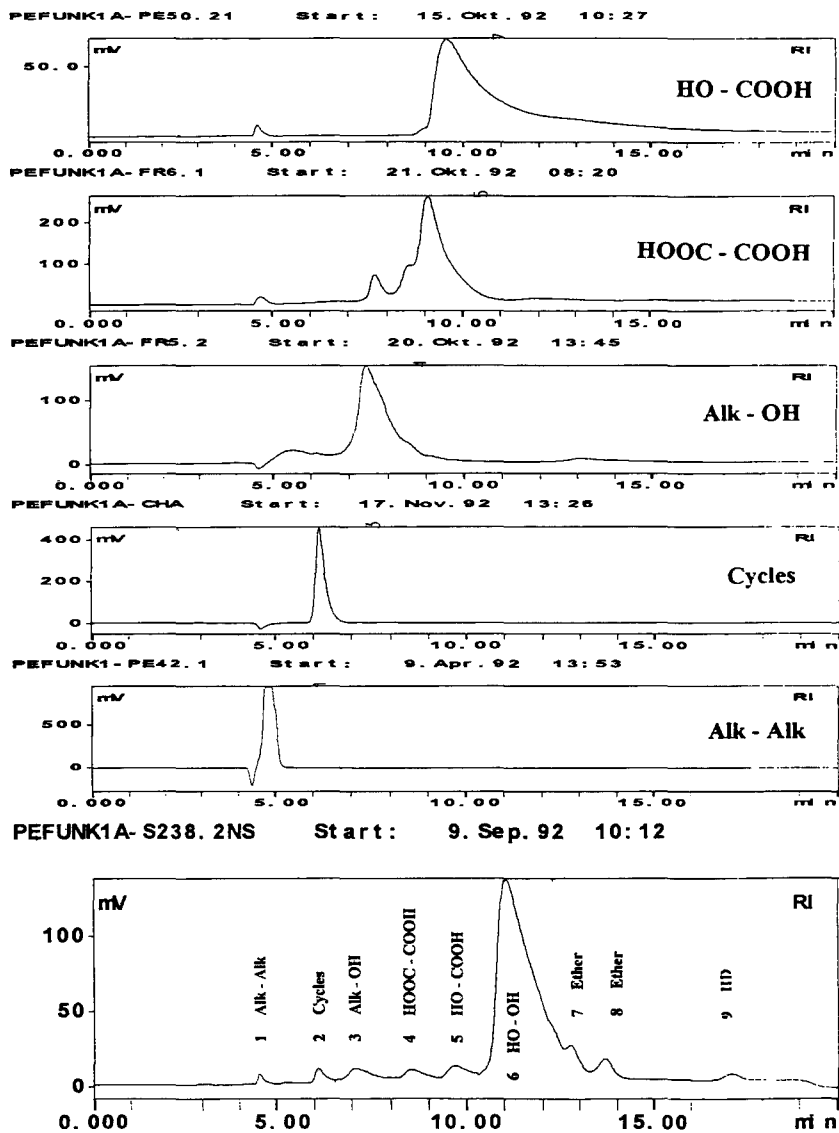 PEFUNK1A-PE50.21 Start: 15.Okt.92 10:27
mV RI
50.0
HO - COOH
0.000 5.00 10.00 15.00 min
PEFUNK1A-FR6.1 Start: 21.Okt.92 08:20
mV RI
200
HOOC - COOH
100
0.000 5.00 10.00 15.00 min
PEFUNK1A-FR5.2 Start: 20.Okt.92 13:45
mV RI
100
Alk - OH
0
0.000 5.00 10.00 15.00 min
PEFUNK1A-CHA Start: 17.Nov.92 13:26
400 mV RI
200
Cycles
0
0.000 5.00 10.00 15.00 min
PEFUNK1-PE42.1 Start: 9.Apr.92 13:53
mV RI
500
Alk - Alk
0
0.000 5.00 10.00 15.00 min
PEFUNK1A-S238.2NS Start: 9.Sep.92 10:12
mV RI
100
50
0
1 Alk - Alk
2 Cycles
3 Alk - OH
4 HOOC - COOH
5 HO - COOH
6 HO - OH
7 Ether
8 Ether
9 HD
0.000 5.00 10.00 15.00 min